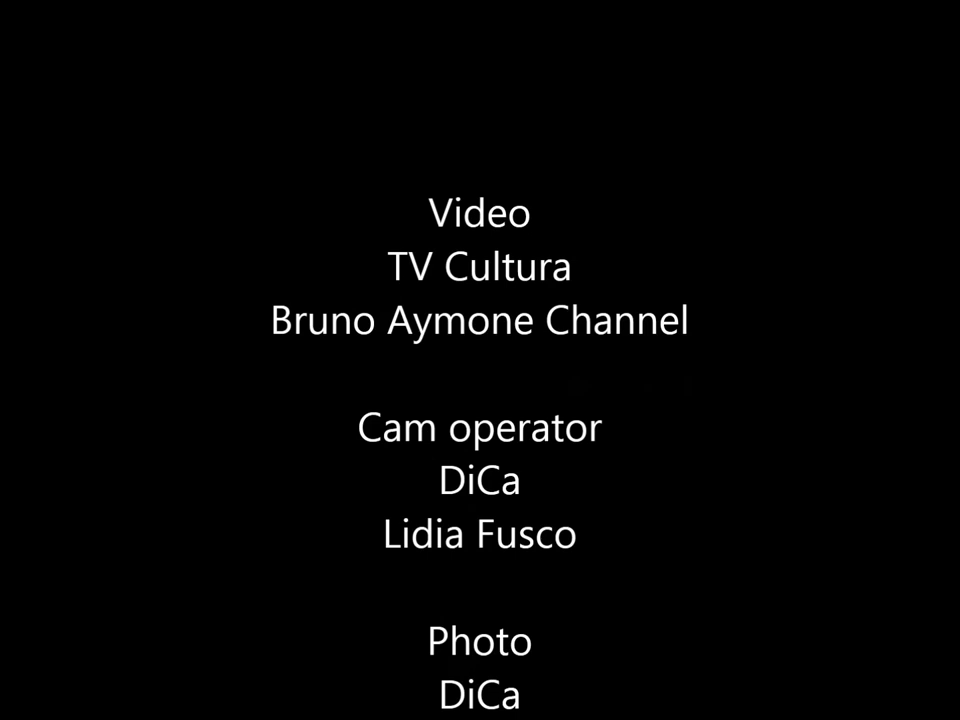 Video
TV Cultura
Bruno Aymone Channel
Cam operator
DiCa
Lidia Fusco
Photo
DiCa